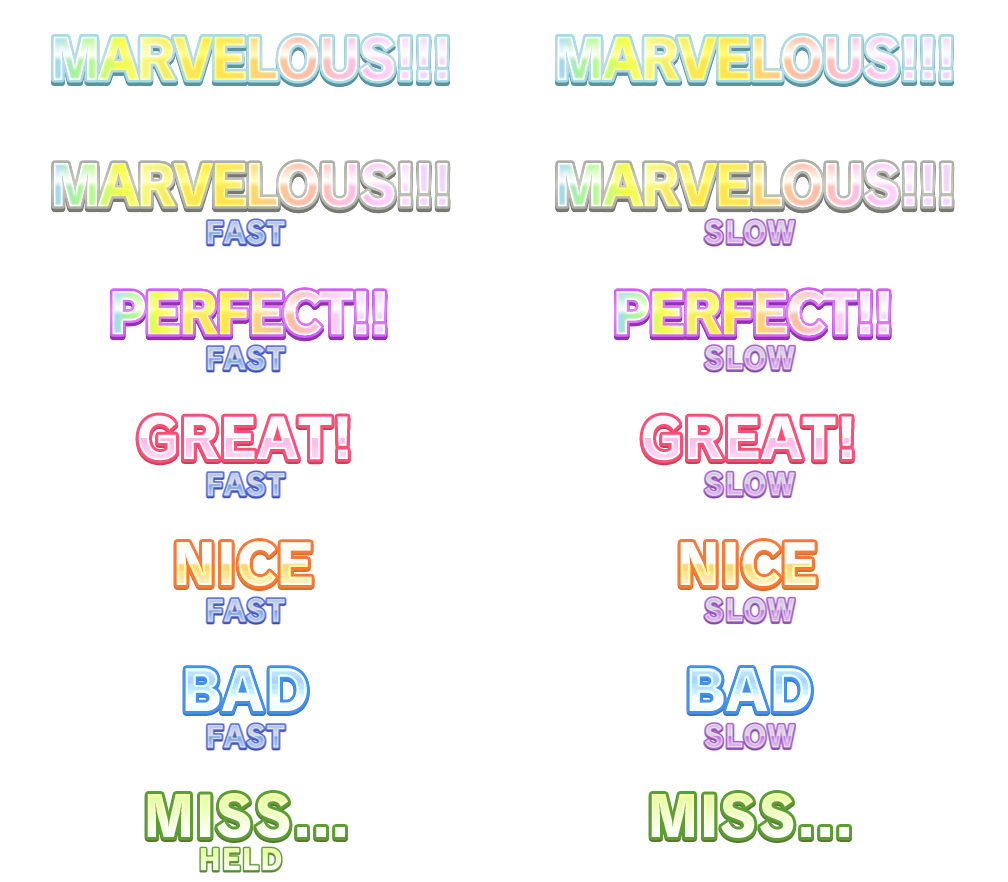 MARVELOUS!!! MARVELOUS!!!
MARVELOUS!!! MARVELOUS!!!
FAST SLOW
PERFECT!! PERFECT!!
FAST SLOW
GREAT! GREAT!
FAST SLOW
NICE NICE
FAST SLOW
BAD BAD
FAST SLOW
MISS... MISS...
HELD